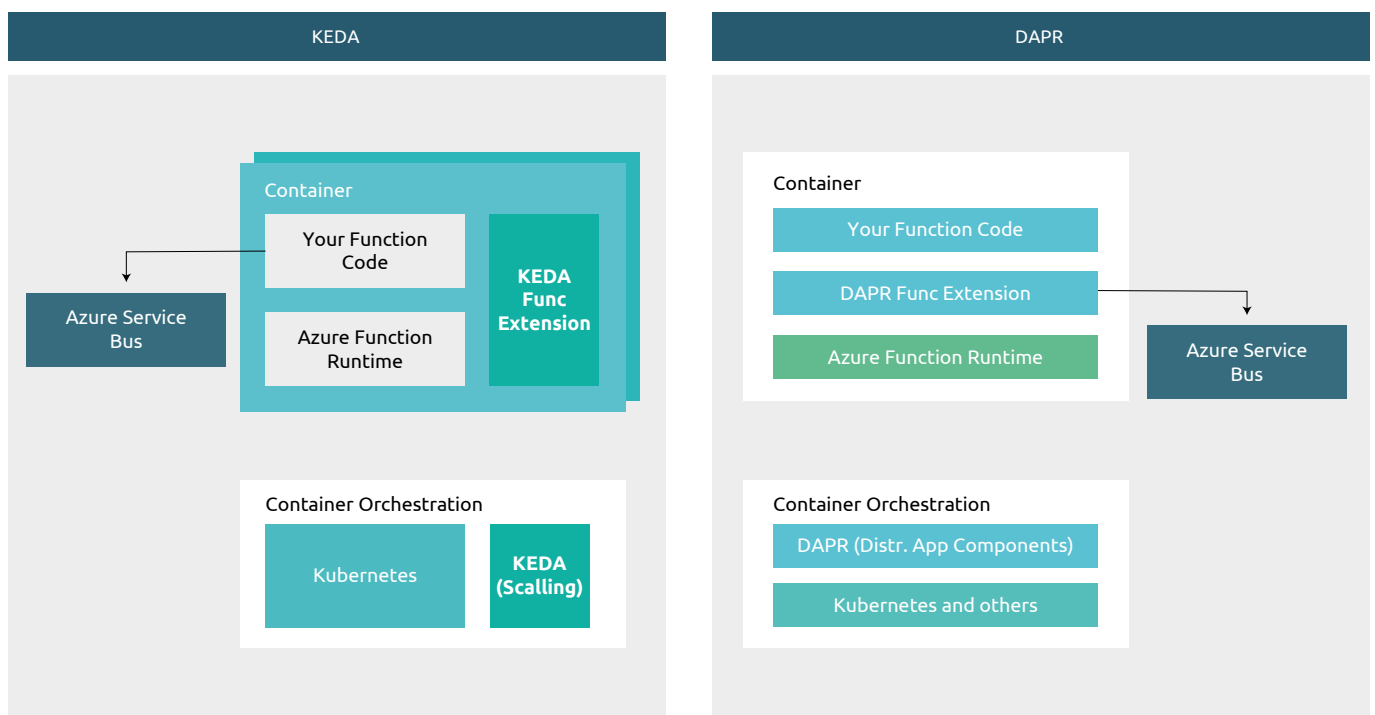 KEDA
Container
Your Function
Code
KEDA
Func
Extension
Azure Function
Runtime
Azure Service
Bus
Container Orchestration
Kubernetes
KEDA
(Scalling)
DAPR
Container
Your Function Code
DAPR Func Extension
Azure Function Runtime
Azure Service
Bus
Container Orchestration
DAPR (Distr. App Components)
Kubernetes and others